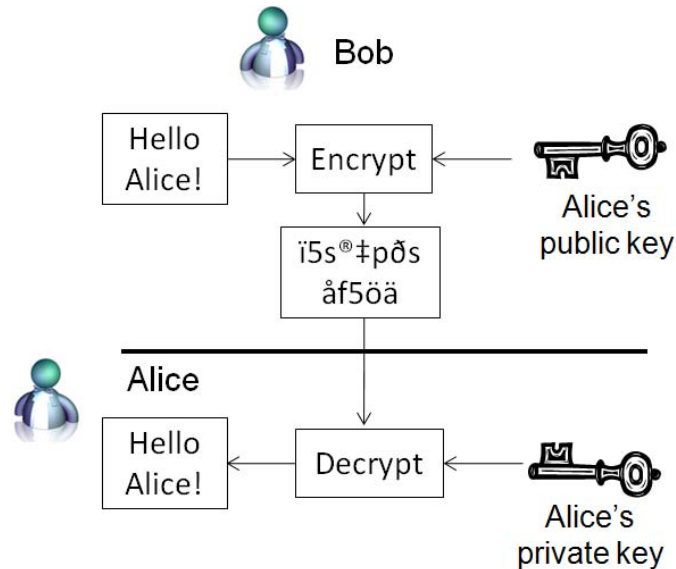 Bob
Hello
Alice!
Encrypt
Alice's
public key
ï5s®‡pðs
åf5öä
Alice
Hello
Alice!
Decrypt
Alice's
private key